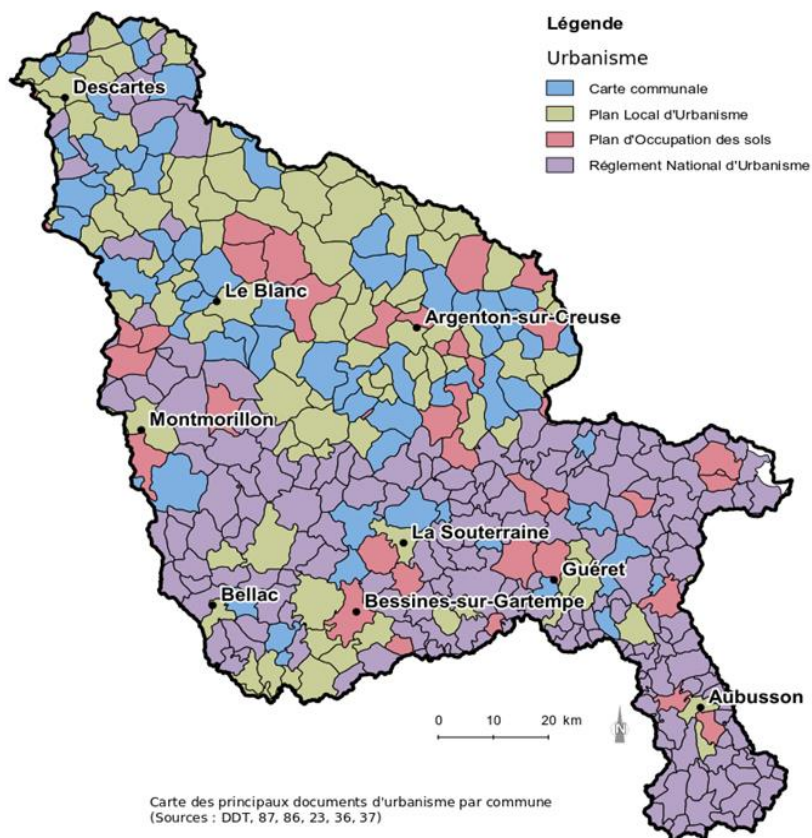 Légende
Urbanisme
Carte communale
Plan Local d'Urbanisme
Plan d'Occupation des sols
Réglement National d'Urbanisme
Descartes
Le Blanc
Argenton-sur-Creuse
Montmorillon
La Souterraine
Guéret
Bellac
Bessines-sur-Gartempe
Aubusson
0 10 20 km
N
Carte des principaux documents d'urbanisme par commune
(Sources : DDT, 87, 86, 23, 36, 37)